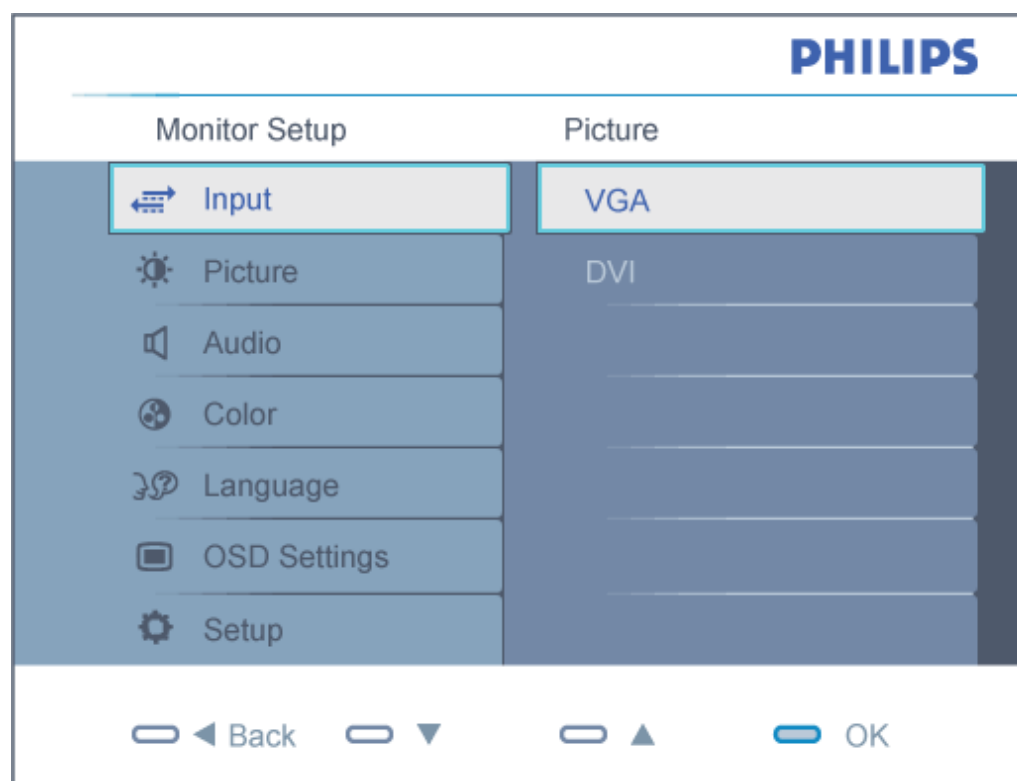 PHILIPS
Monitor Setup Picture
Input VGA
Picture DVI
Audio
Color
Language
OSD Settings
Setup
Back OK